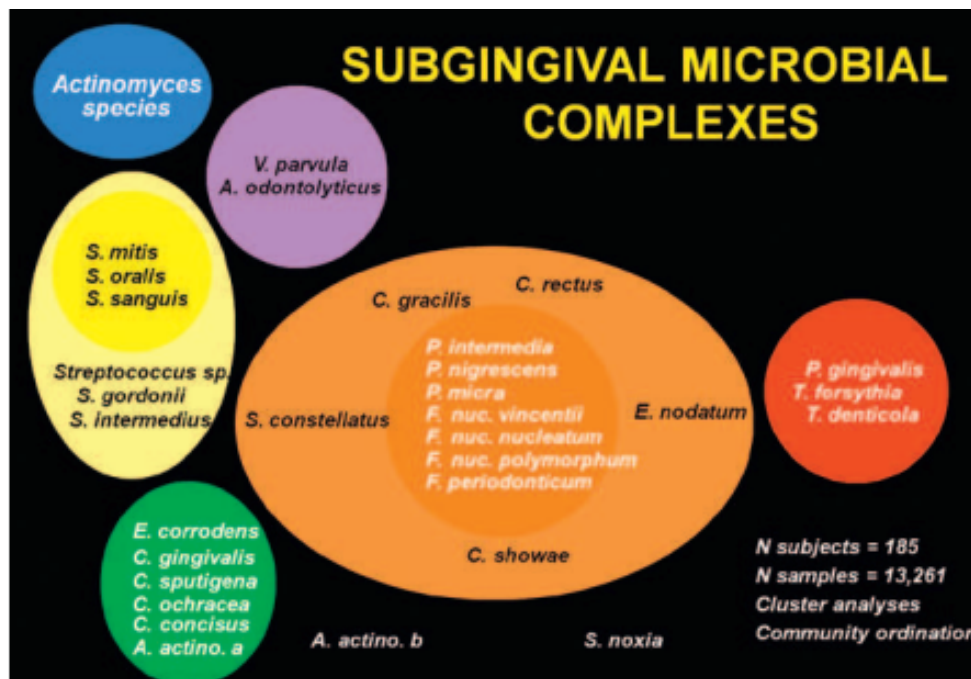 SUBGINGIVAL MICROBIAL
COMPLEXES
Actinomyces
species
V. parvula
A. odontolyticus
S. mitis
S. oralis
S. sanguis
Streptococcus sp.
S. gordonii
S. intermedius
C. gracilis
C. rectus
P. intermedia
P. nigrescens
P. micra
F. nuc. vincentii
F. nuc. nucleatum
F. nuc. polymorphum
F. periodonticum
S. constellatus
E. nodatum
C. showae
P. gingivalis
T. forsythia
T. denticola
E. corrodens
C. gingivalis
C. sputigena
C. ochracea
C. concisus
A. actino. a
A. actino. b
S. noxia
N subjects = 185
N samples = 13,261
Cluster analyses
Community ordination